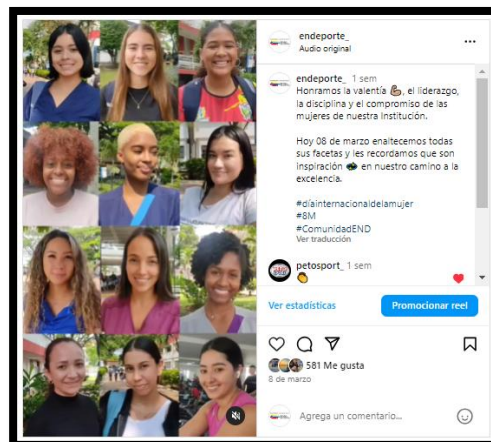 endeporte_
Audio original
endeporte_ 1 sem
Honramos la valentía 💪🏽, el liderazgo,
la disciplina y el compromiso de las
mujeres de nuestra Institución.
Hoy 08 de marzo enaltecemos todas
sus facetas y les recordamos que son
inspiración en nuestro camino a la
excelencia.
#díainternacionaldelamujer
#8M
#ComunidadEND
Ver traducción
petosport_ 1 sem
👏
Ver estadísticas
Promocionar reel
581 Me gusta
8 de marzo
Agrega un comentario...